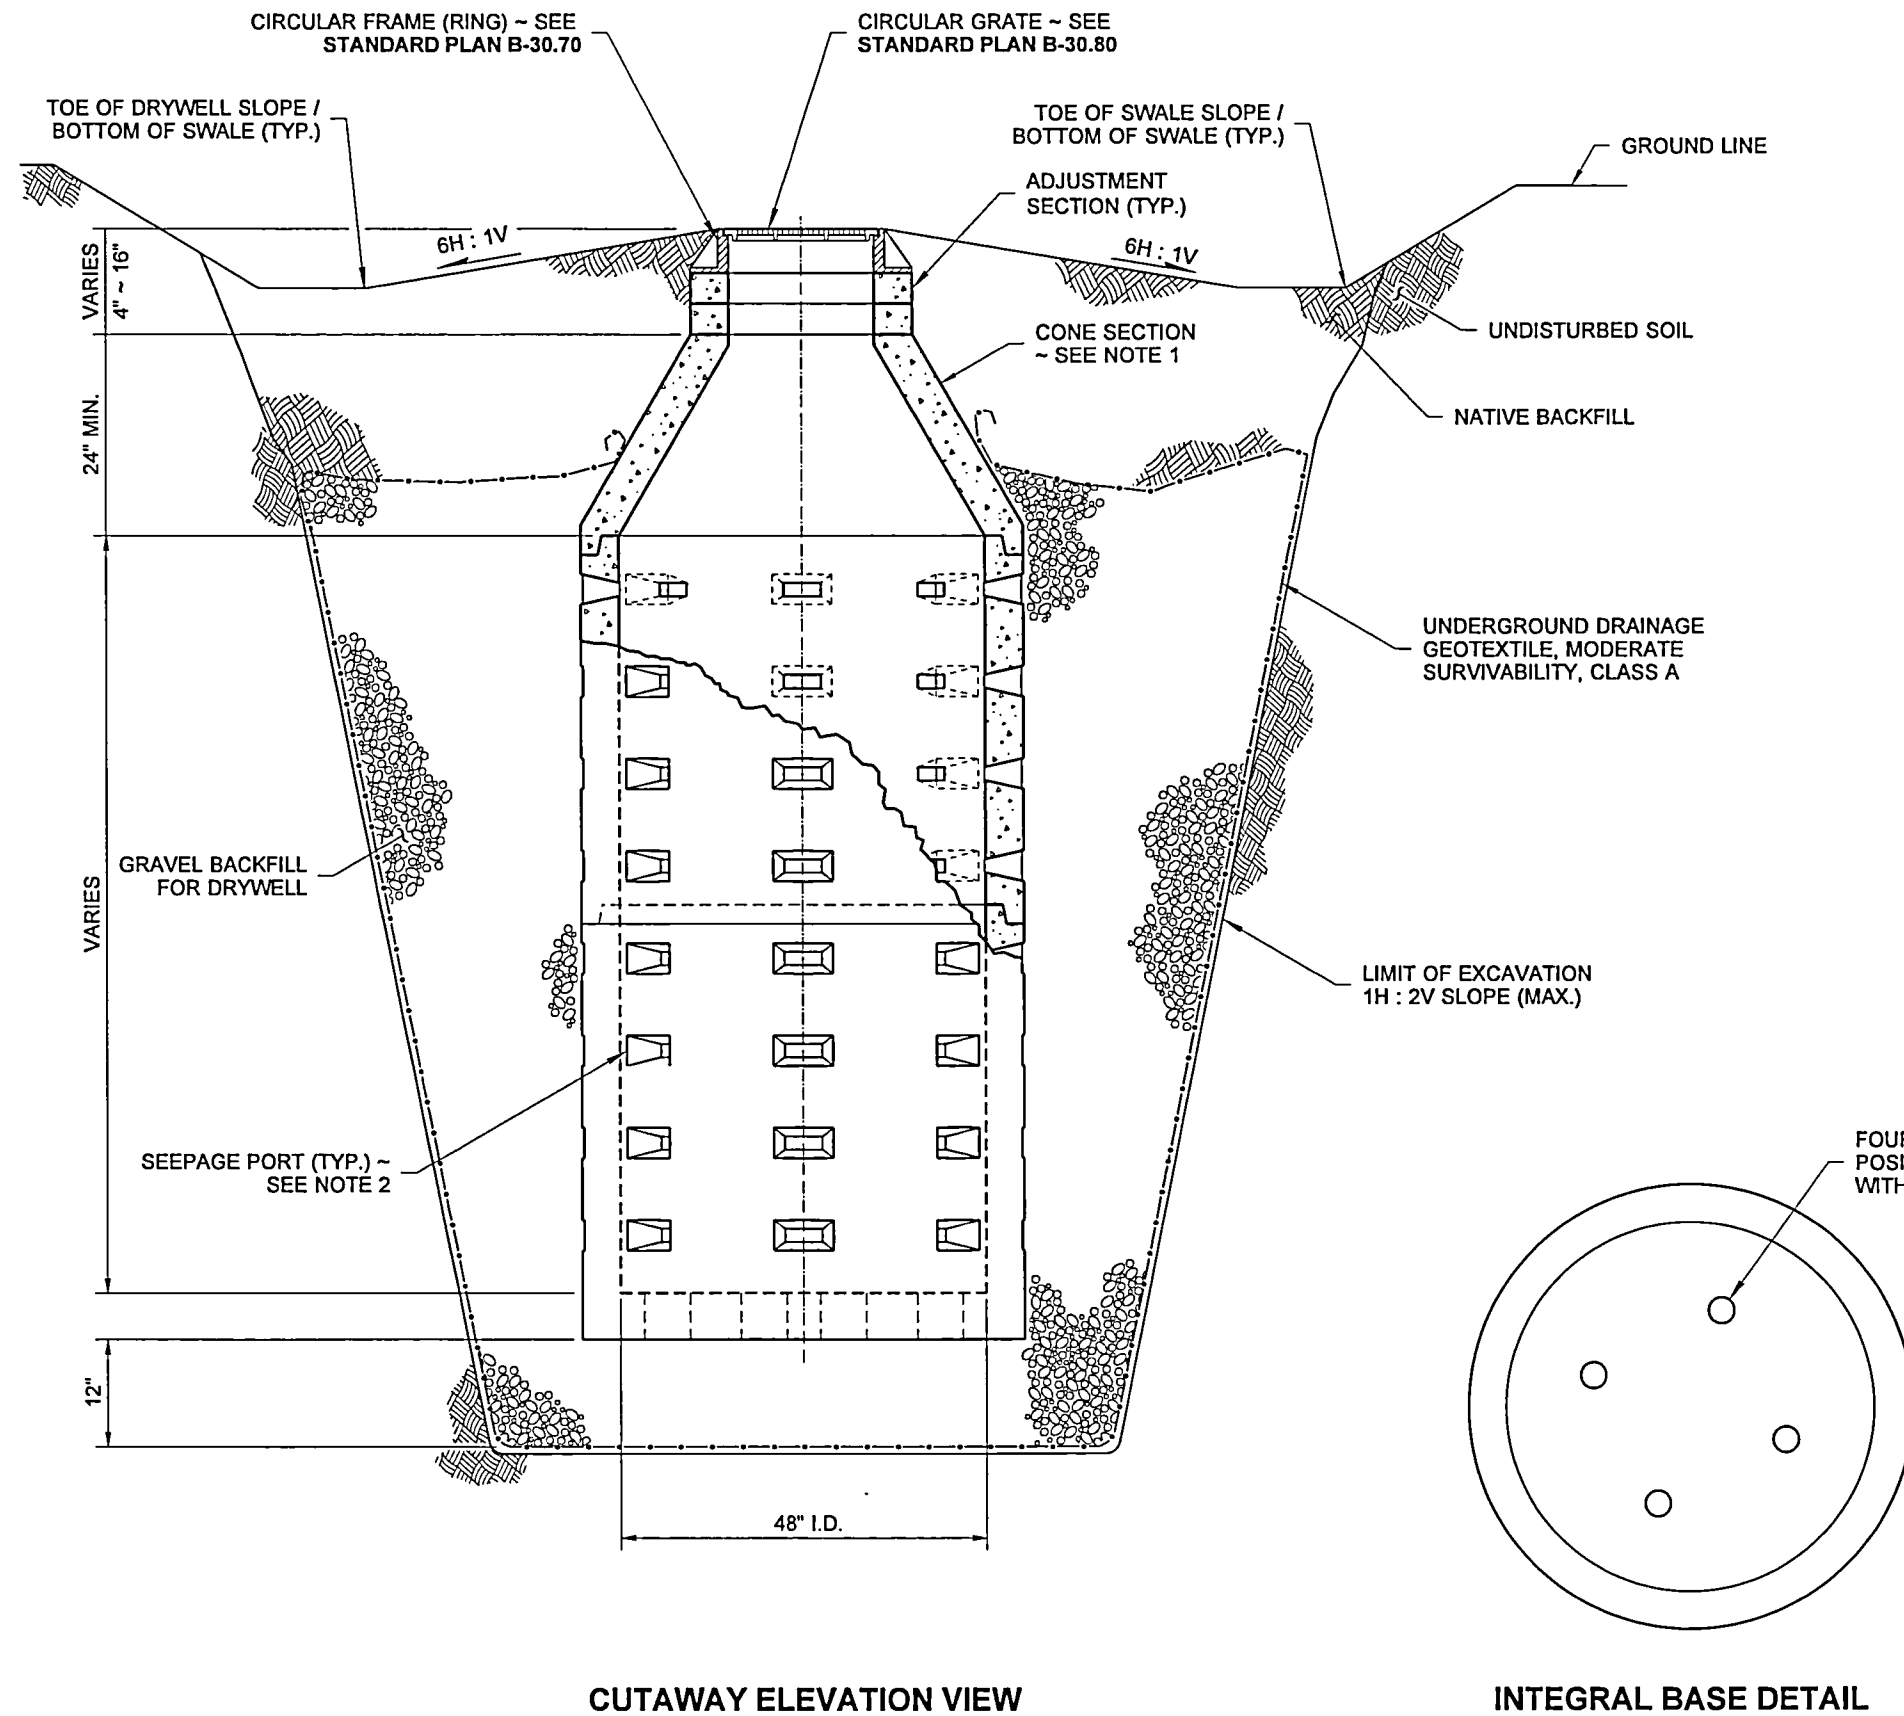 CIRCULAR FRAME (RING) ~ SEE
STANDARD PLAN B-30.70
CIRCULAR GRATE ~ SEE
STANDARD PLAN B-30.80
TOE OF DRYWELL SLOPE /
BOTTOM OF SWALE (TYP.)
TOE OF SWALE SLOPE /
BOTTOM OF SWALE (TYP.)
GROUND LINE
ADJUSTMENT
SECTION (TYP.)
6H : 1V
6H : 1V
VARIES
4" ~ 16"
UNDISTURBED SOIL
CONE SECTION
~ SEE NOTE 1
NATIVE BACKFILL
24" MIN.
UNDERGROUND DRAINAGE
GEOTEXTILE, MODERATE
SURVIVABILITY, CLASS A
GRAVEL BACKFILL
FOR DRYWELL
VARIES
LIMIT OF EXCAVATION
1H : 2V SLOPE (MAX.)
SEEPAGE PORT (TYP.) ~
SEE NOTE 2
WITH
12"
48" I.D.
CUTAWAY ELEVATION VIEW
INTEGRAL BASE DETAIL